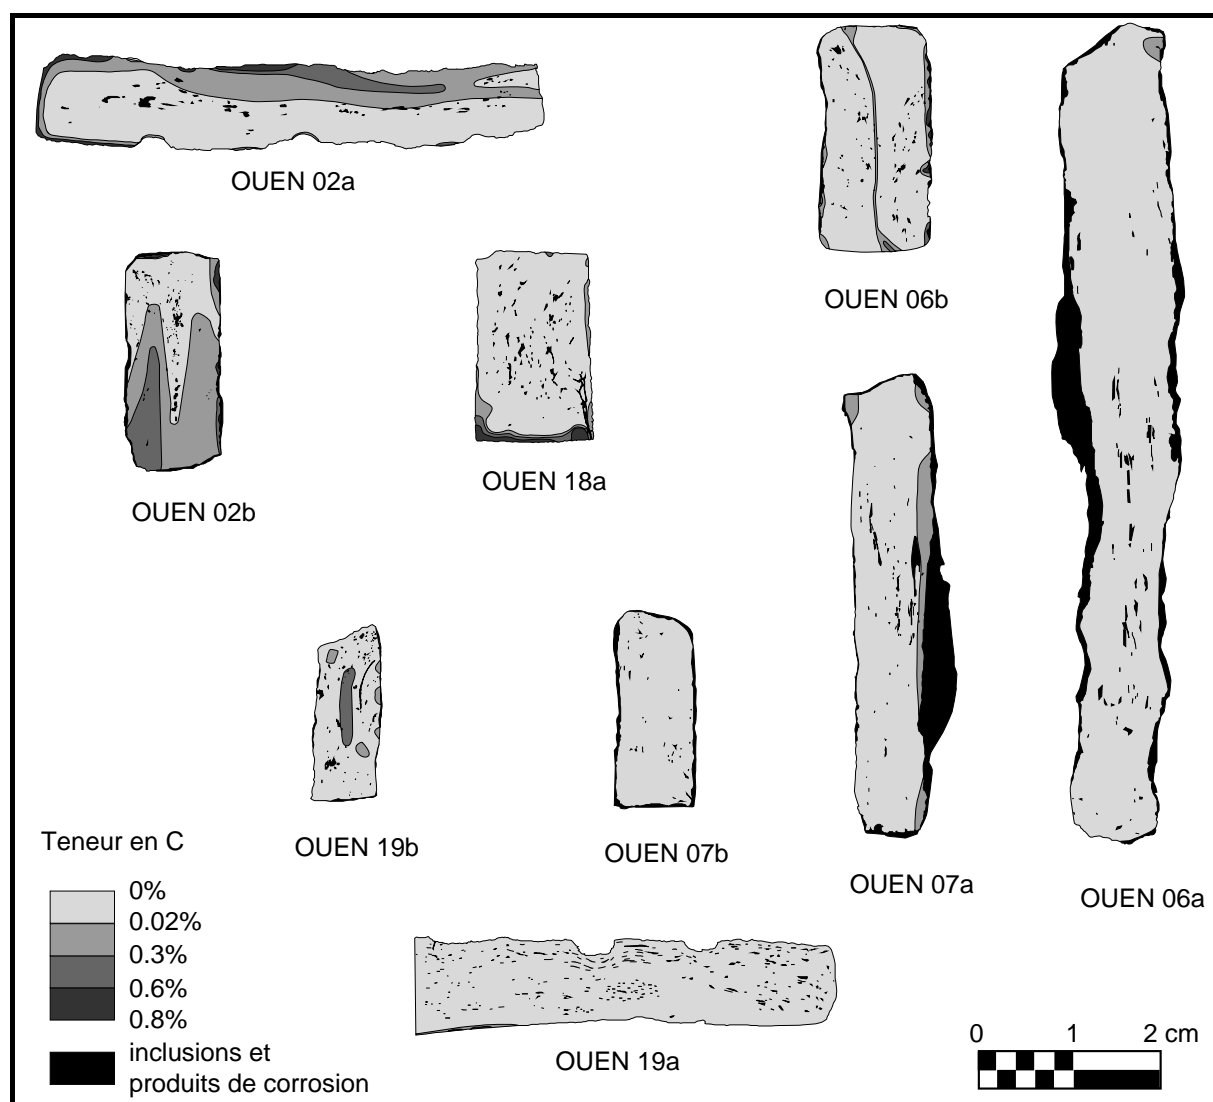 OUEN 02a
OUEN 06b
OUEN 02b
OUEN 18a
OUEN 19b
OUEN 07b
OUEN 07a
OUEN 06a
OUEN 19a
Teneur en C
0%
0.02%
0.3%
0.6%
0.8%
inclusions et
produits de corrosion
0 1 2 cm